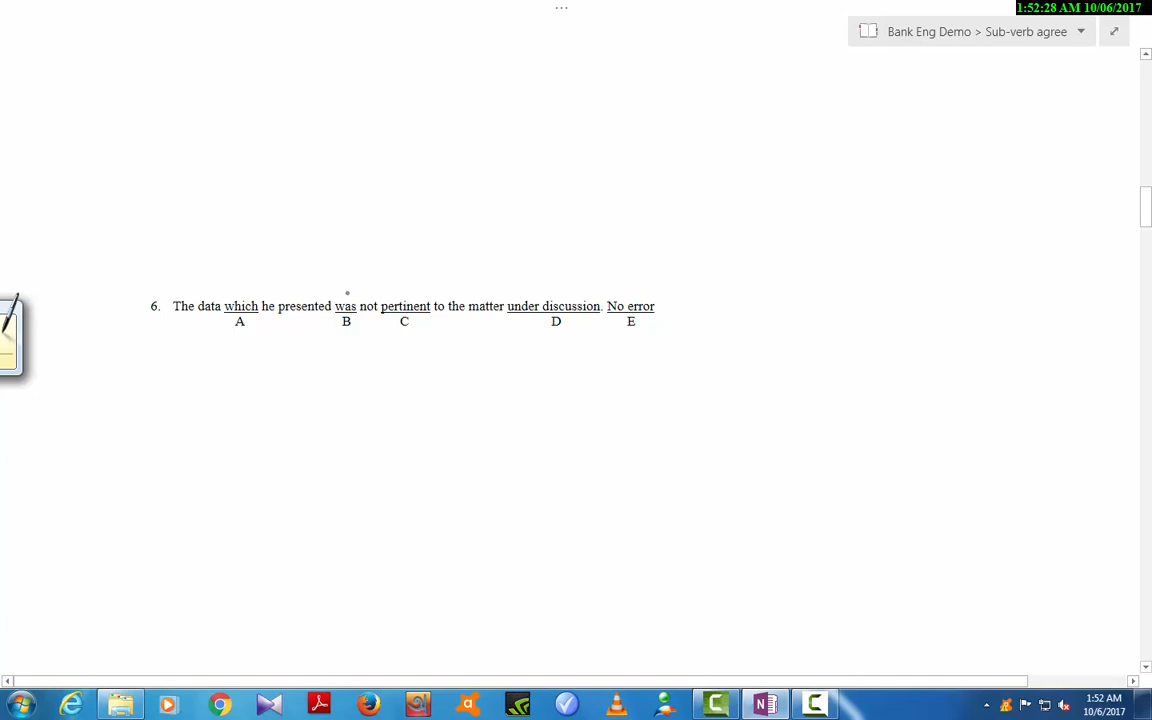 1:52:28 AM 10/06/2017
Bank Eng Demo > Sub-verb agree
6. The data which he presented was not pertinent to the matter under discussion. No error
A B C D E
1:52 AM
10/6/2017